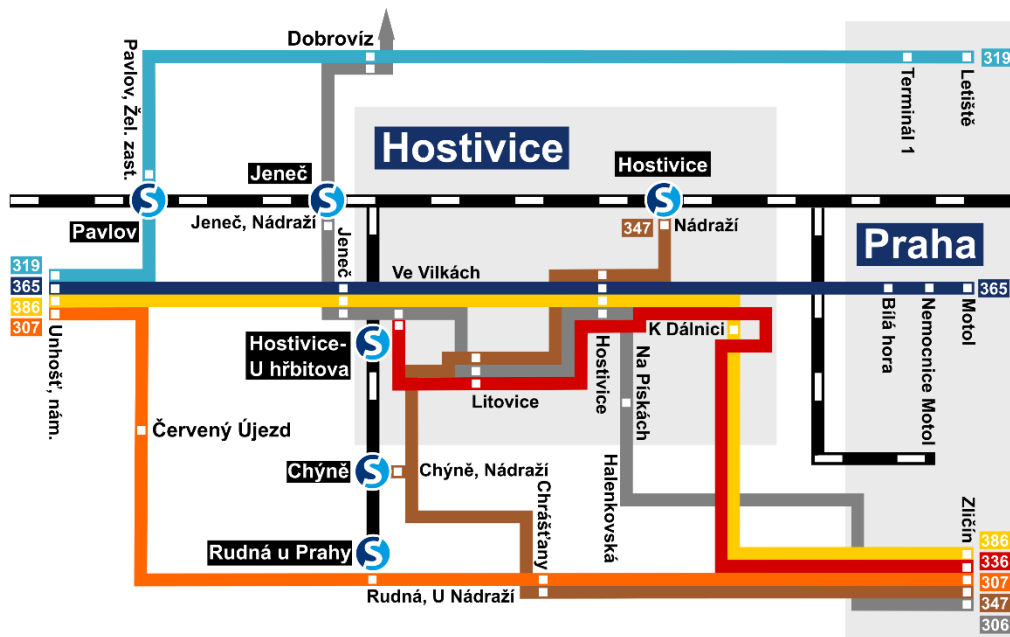 Dobrovíz
319
Pavlov, Žel. zast.
Terminál 1
Letiště
Hostivice
Jeneč
Hostivice
S
S
S
Pavlov
Jeneč, Nádraží
347
Nádraží
Praha
Jeneč
Ve Vilkách
319
365
386
307
365
Unhošť, nám.
S
Hostivice-
U hřbitova
K Dálnici
Bílá hora
Nemocnice Motol
Motol
Hostivice
Na Pískách
Litovice
Červený Újezd
Chýně
S
Chýně, Nádraží
Chrášťany
Halenkovská
Zličín
Rudná u Prahy
S
Rudná, U Nádraží
386
336
307
347
306